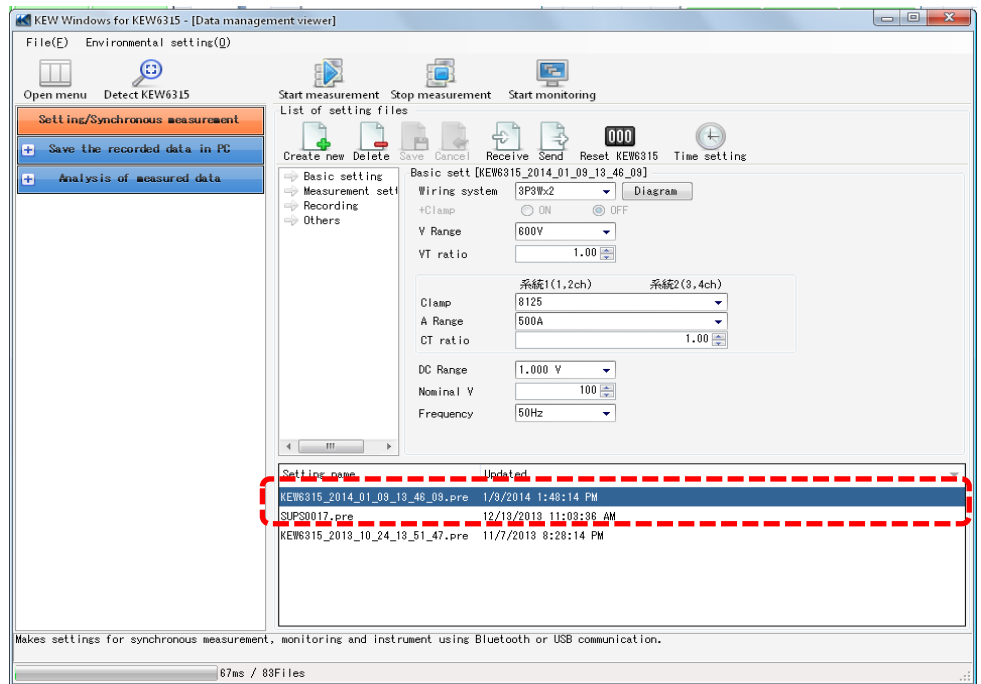 KEW Windows for KEW6315 - [Data management viewer]
File(F) Environmental setting(O)
Open menu Detect KEW6315 Start measurement Stop measurement Start monitoring
Setting/Synchronous measurement
Save the recorded data in PC
Analysis of measured data
List of setting files
000
Create new Delete Save Cancel Receive Send Reset KEW6315 Time setting
Basic setting
Measurement sett
Recording
Others
Basic sett [KEW6315_2014_01_09_13_46_09]
Wiring system 3P3W×2 Diagram
+Clamp ON OFF
V Range 600V
VT ratio 1.00
系統1(1,2ch) 系統2(3,4ch)
Clamp 8125
A Range 500A
CT ratio 1.00
DC Range 1.000 V
Nominal V 100
Frequency 50Hz
Setting name Updated
KEW6315_2014_01_09_13_46_09.pre 1/9/2014 1:48:14 PM
SUPS0017.pre 12/13/2013 11:03:36 AM
KEW6315_2013_10_24_13_51_47.pre 11/7/2013 8:28:14 PM
Makes settings for synchronous measurement, monitoring and instrument using Bluetooth or USB communication.
67ms / 83Files